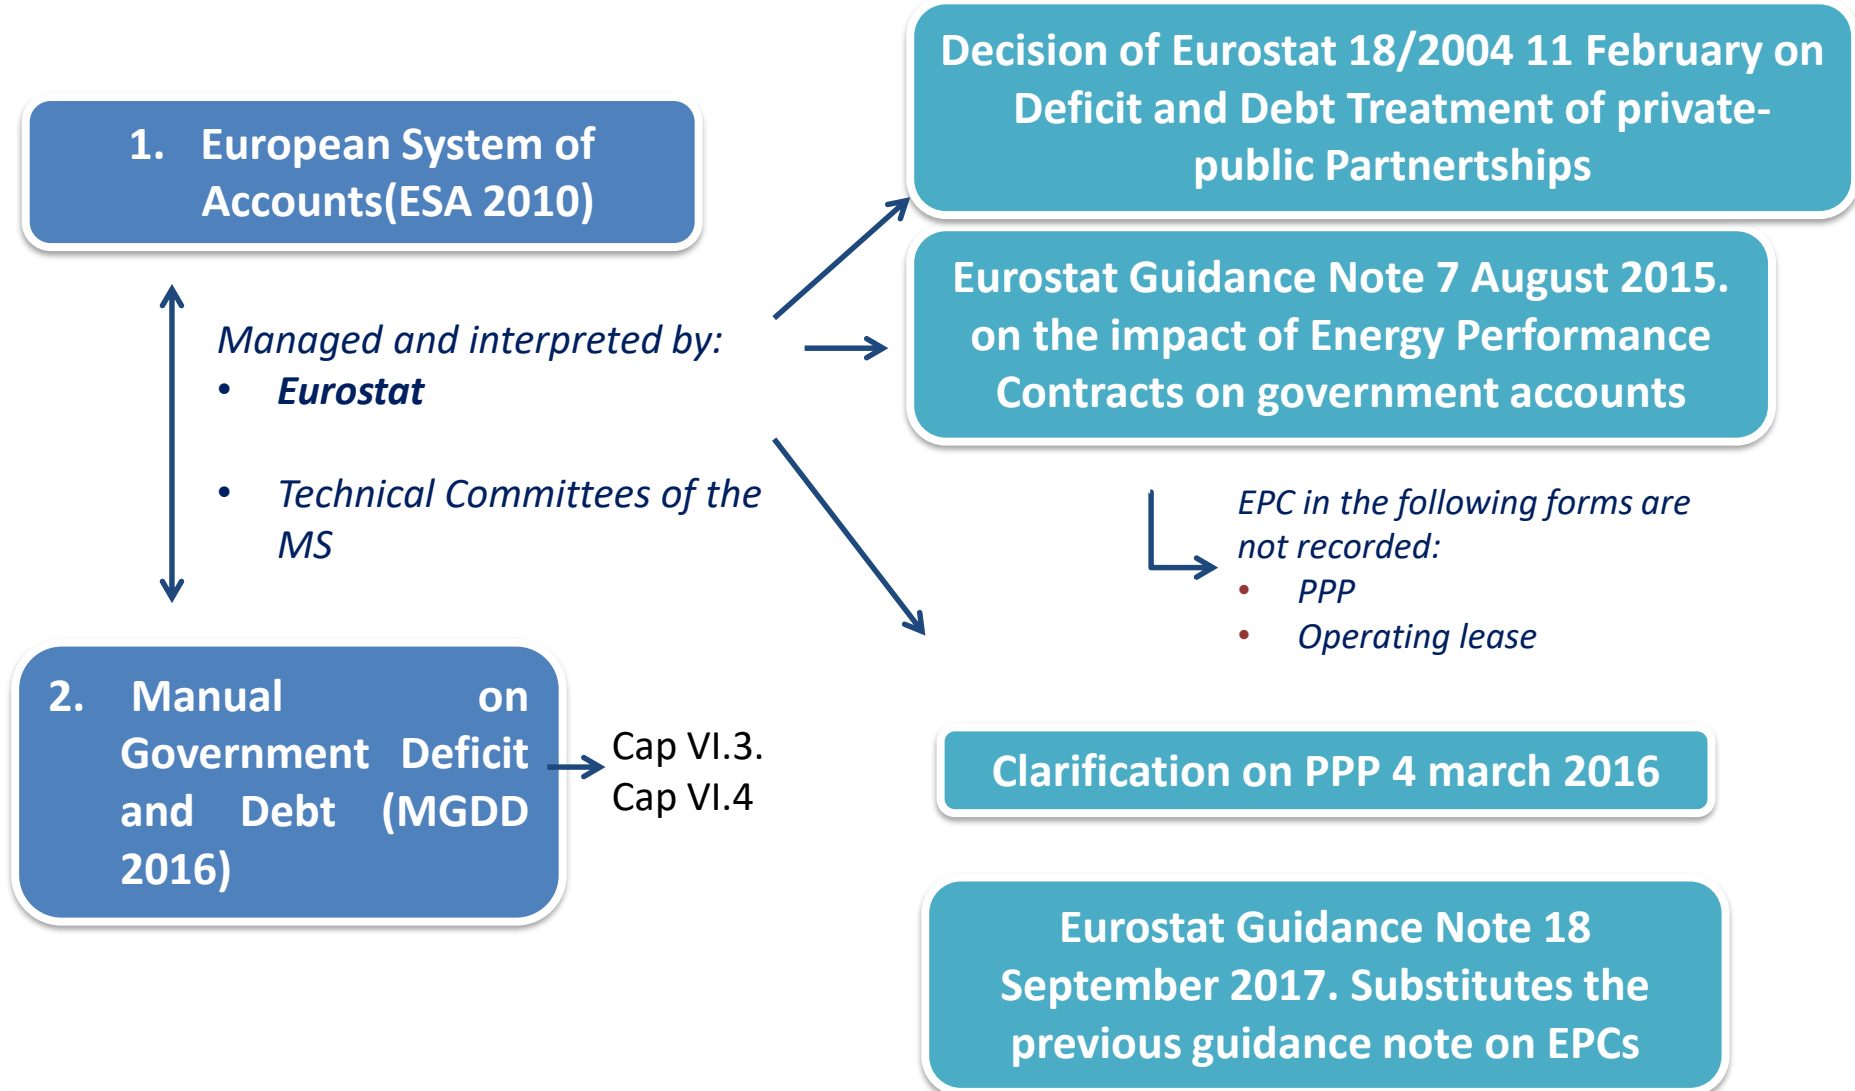 1. European System of
Accounts(ESA 2010)
Managed and interpreted by:
• Eurostat
• Technical Committees of the
MS
2. Manual on
Government Deficit
and Debt (MGDD
2016)
Cap VI.3.
Cap VI.4
Decision of Eurostat 18/2004 11 February on
Deficit and Debt Treatment of private-
public Partnertships
Eurostat Guidance Note 7 August 2015.
on the impact of Energy Performance
Contracts on government accounts
EPC in the following forms are
not recorded:
• PPP
• Operating lease
Clarification on PPP 4 march 2016
Eurostat Guidance Note 18
September 2017. Substitutes the
previous guidance note on EPCs